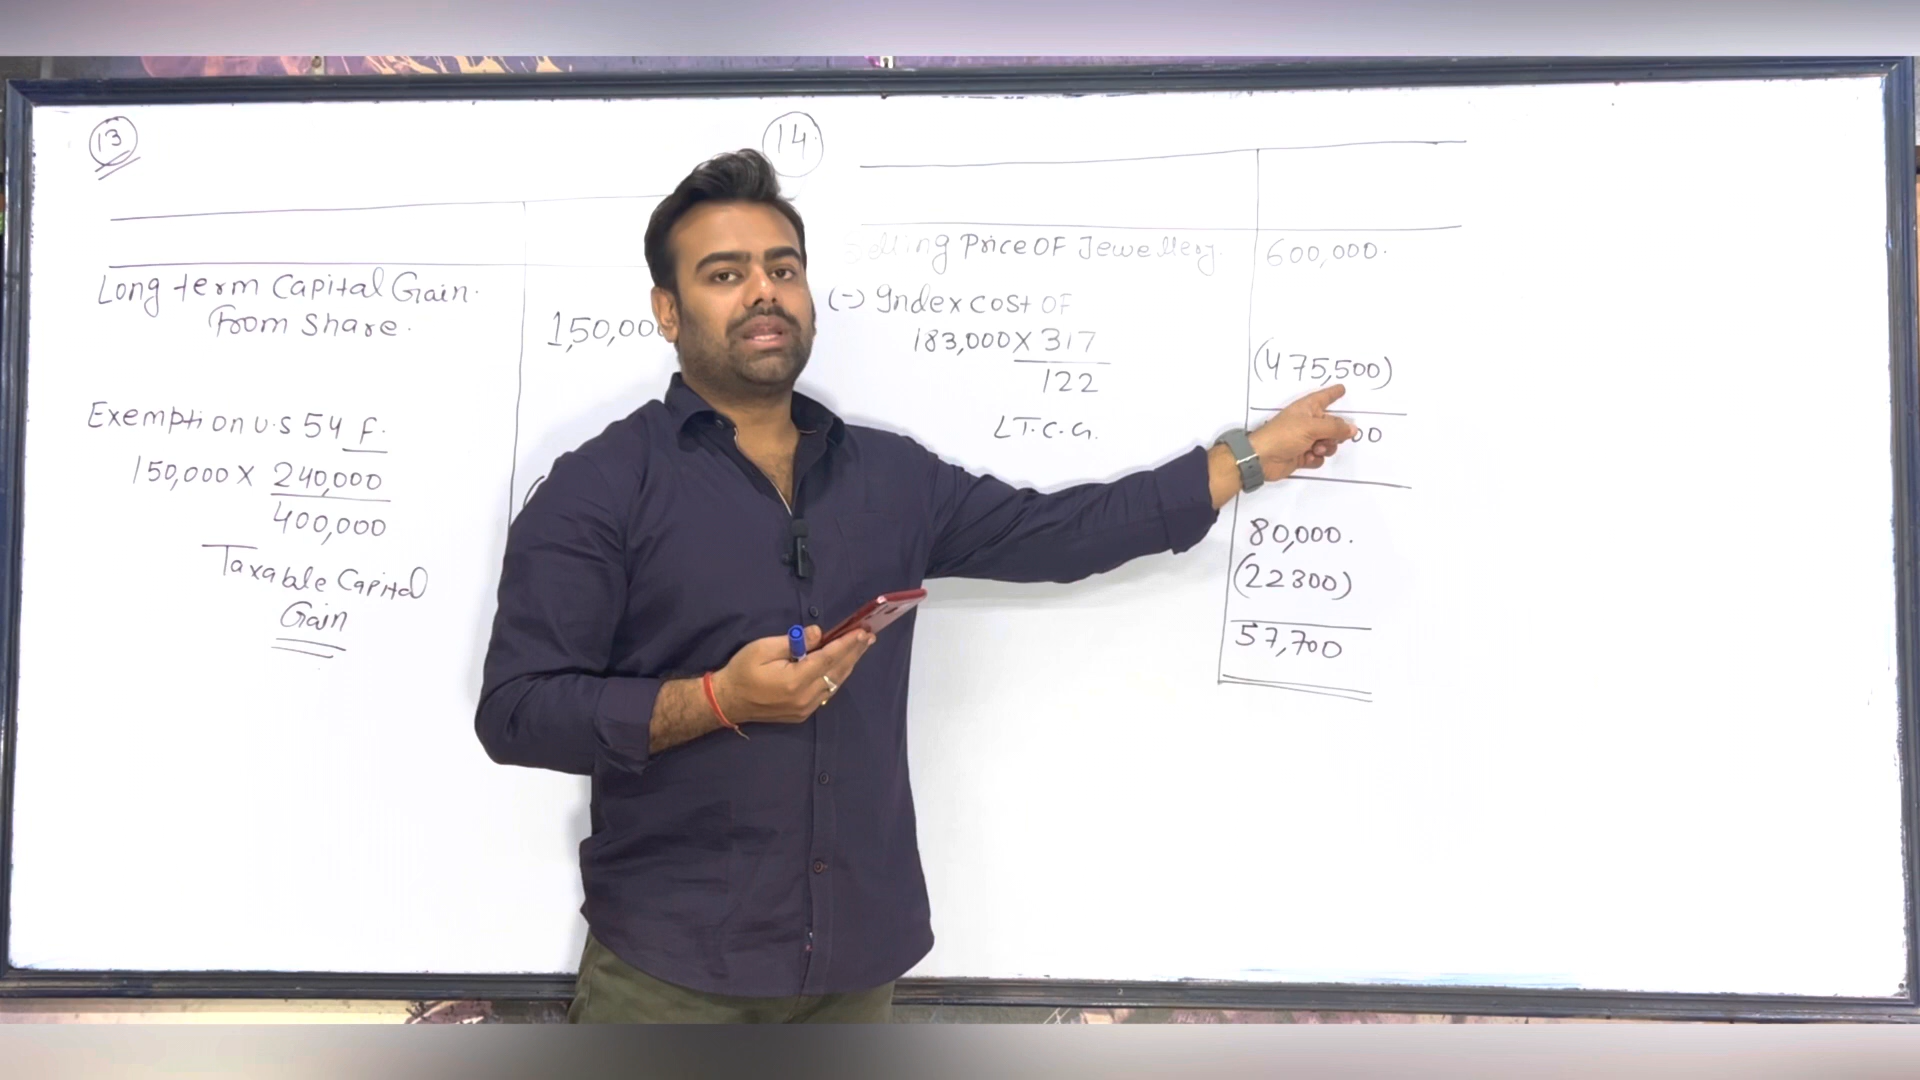 13
Long term Capital Gain.
From share.
1,50,00
Exemption U.S 54 F.
150,000 X 240,000
400,000
Taxable Capital
Gain
14.
Selling Price OF Jewellery.
600,000.
(-) Index cost OF
183,000 X 317
122
(475,500)
L.T.C.G.
00
80,000.
(22300)
57,700